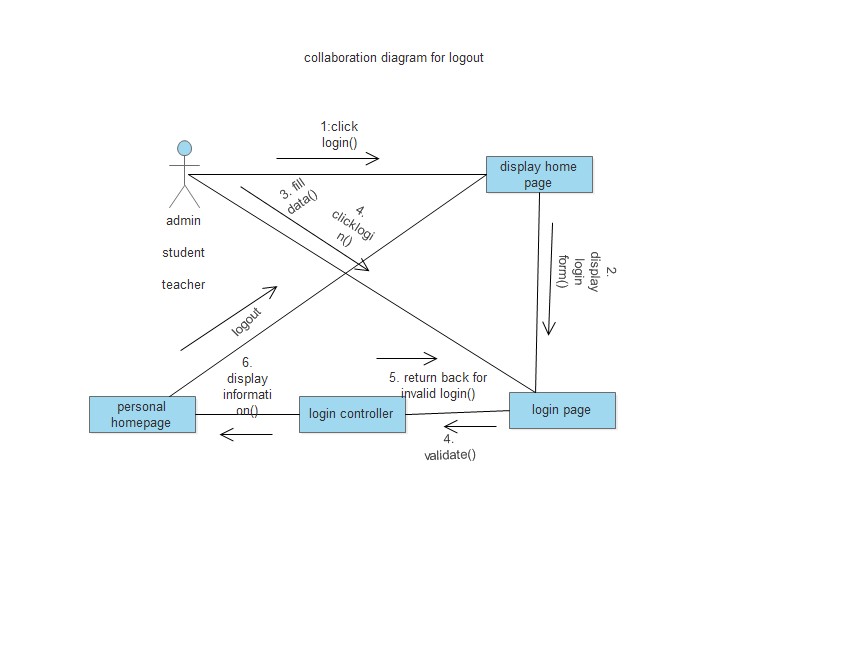 collaboration diagram for logout
1:click
login()
display home
page
3. fill
data()
4.
clicklogi
n()
admin
student
teacher
2.
display
login
form()
logout
6.
display
informati
on()
5. return back for
invalid login()
personal
homepage
login controller
login page
4.
validate()